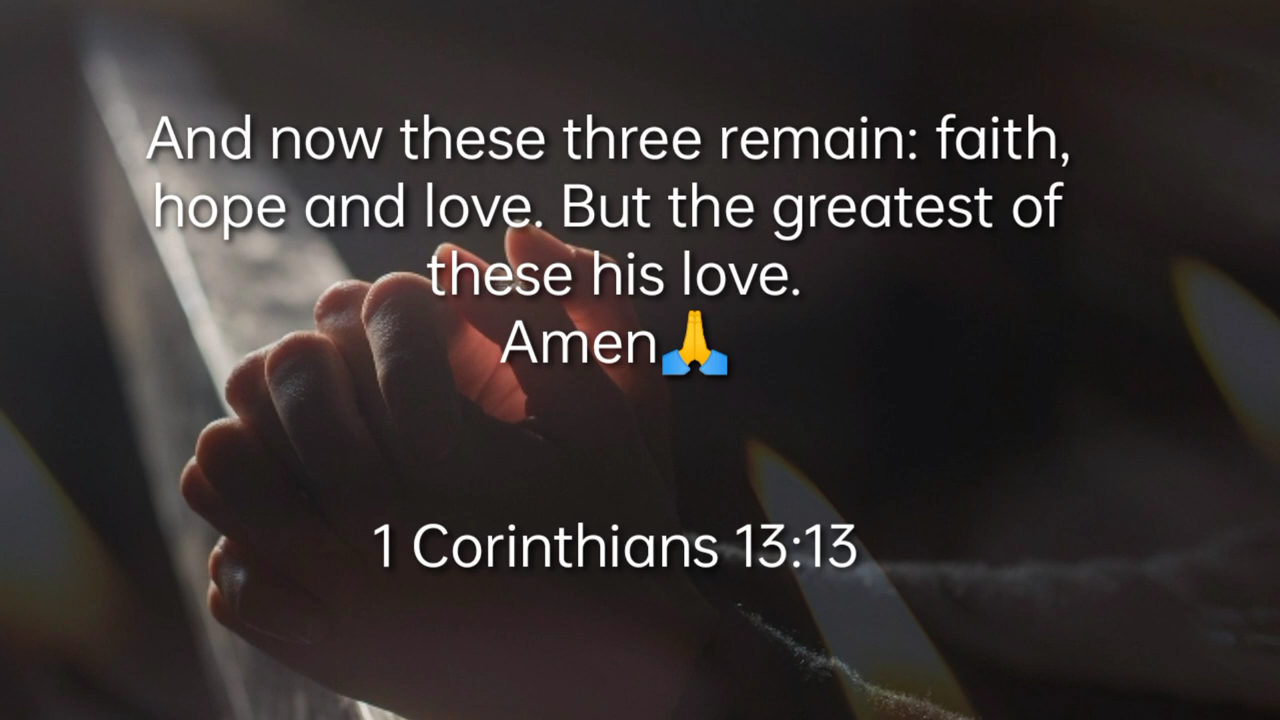 And now these three remain: faith,
hope and love. But the greatest of
these his love.
Amen🙏
1 Corinthians 13:13